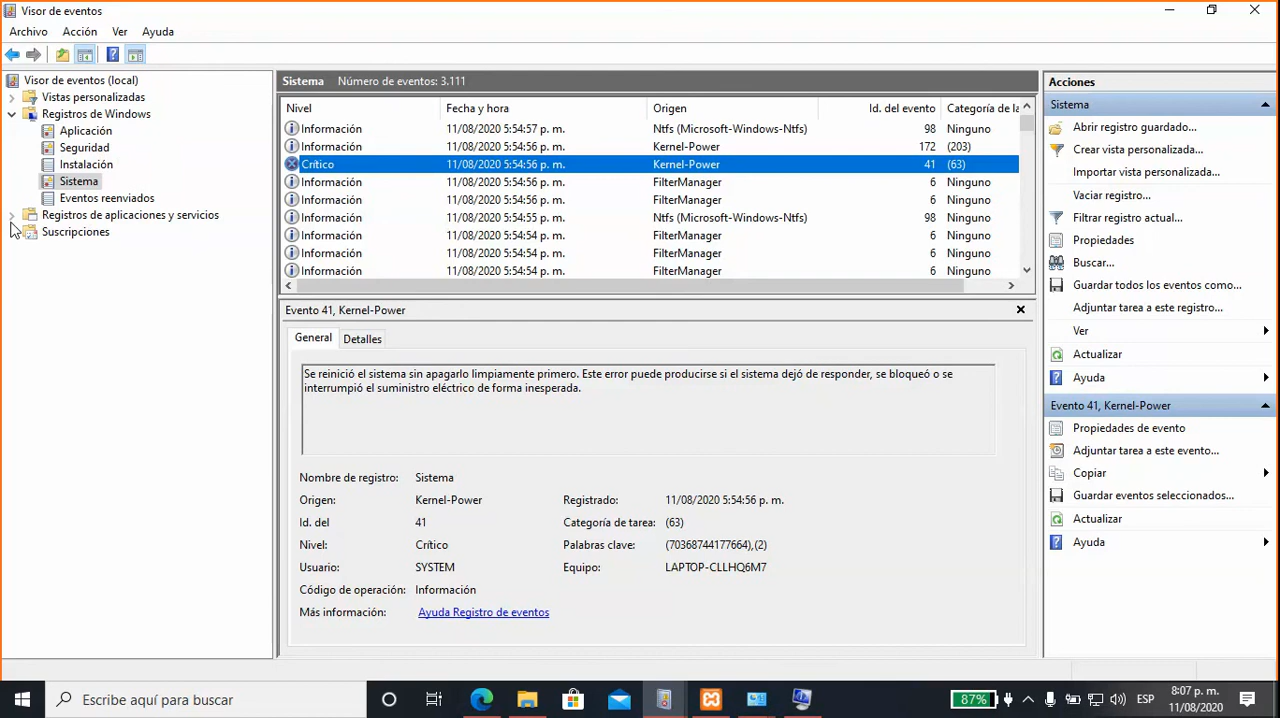 Visor de eventos
Archivo Acción Ver Ayuda
Visor de eventos (local)
Vistas personalizadas
Registros de Windows
Aplicación
Seguridad
Instalación
Sistema
Eventos reenviados
Registros de aplicaciones y servicios
Suscripciones
Sistema Número de eventos: 3.111
Nivel Fecha y hora Origen Id. del evento Categoría de la
Información 11/08/2020 5:54:57 p. m. Ntfs (Microsoft-Windows-Ntfs) 98 Ninguno
Información 11/08/2020 5:54:56 p. m. Kernel-Power 172 (203)
Crítico 11/08/2020 5:54:56 p. m. Kernel-Power 41 (63)
Información 11/08/2020 5:54:56 p. m. FilterManager 6 Ninguno
Información 11/08/2020 5:54:56 p. m. FilterManager 6 Ninguno
Información 11/08/2020 5:54:55 p. m. Ntfs (Microsoft-Windows-Ntfs) 98 Ninguno
Información 11/08/2020 5:54:54 p. m. FilterManager 6 Ninguno
Información 11/08/2020 5:54:54 p. m. FilterManager 6 Ninguno
Información 11/08/2020 5:54:54 p. m. FilterManager 6 Ninguno
Evento 41, Kernel-Power
General Detalles
Se reinició el sistema sin apagarlo limpiamente primero. Este error puede producirse si el sistema dejó de responder, se bloqueó o se
interrumpió el suministro eléctrico de forma inesperada.
Nombre de registro: Sistema
Origen: Kernel-Power Registrado: 11/08/2020 5:54:56 p. m.
Id. del 41 Categoría de tarea: (63)
Nivel: Crítico Palabras clave: (70368744177664),(2)
Usuario: SYSTEM Equipo: LAPTOP-CLLHQ6M7
Código de operación: Información
Más información: Ayuda Registro de eventos
Acciones
Sistema
Abrir registro guardado...
Crear vista personalizada...
Importar vista personalizada...
Vaciar registro...
Filtrar registro actual...
Propiedades
Buscar...
Guardar todos los eventos como...
Adjuntar tarea a este registro...
Ver
Actualizar
Ayuda
Evento 41, Kernel-Power
Propiedades de evento
Adjuntar tarea a este evento...
Copiar
Guardar eventos seleccionados...
Actualizar
Ayuda
Escribe aquí para buscar
87%
ESP
8:07 p. m.
11/08/2020